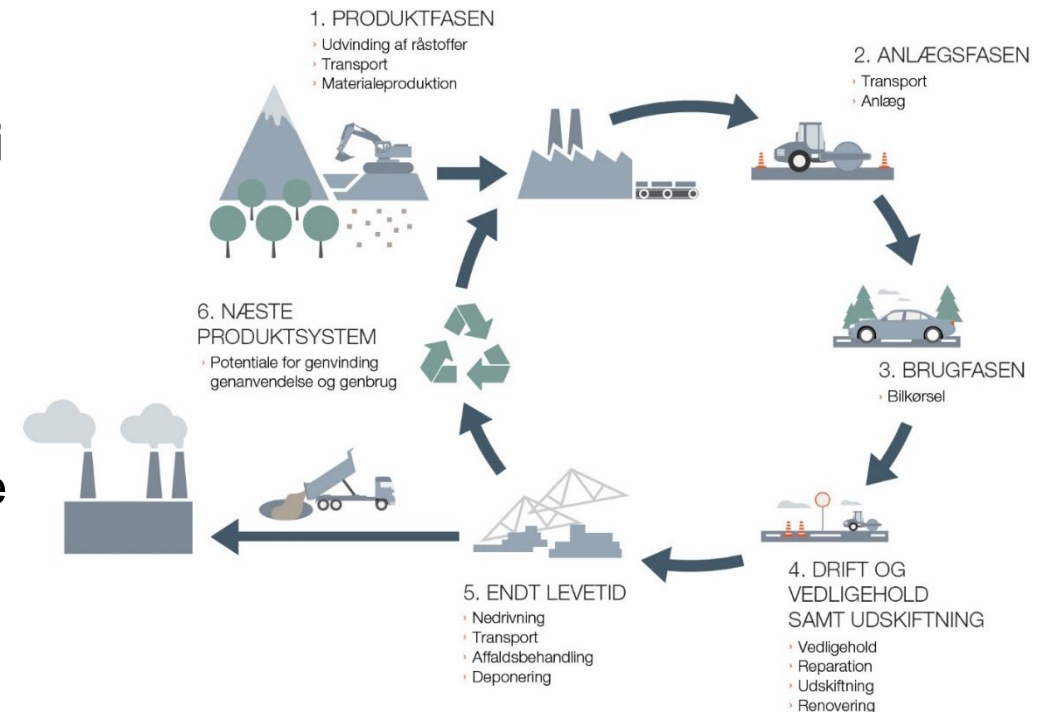 1. PRODUKTFASEN
› Udvinding af råstoffer
› Transport
› Materialeproduktion
2. ANLÆGSFASEN
› Transport
› Anlæg
3. BRUGFASEN
› Bilkørsel
4. DRIFT OG
VEDLIGEHOLD
SAMT UDSKIFTNING
› Vedligehold
› Reparation
› Udskiftning
› Renovering
5. ENDT LEVETID
› Nedrivning
› Transport
› Affaldsbehandling
› Deponering
6. NÆSTE
PRODUKTSYSTEM
› Potentiale for genvinding
genanvendelse og genbrug